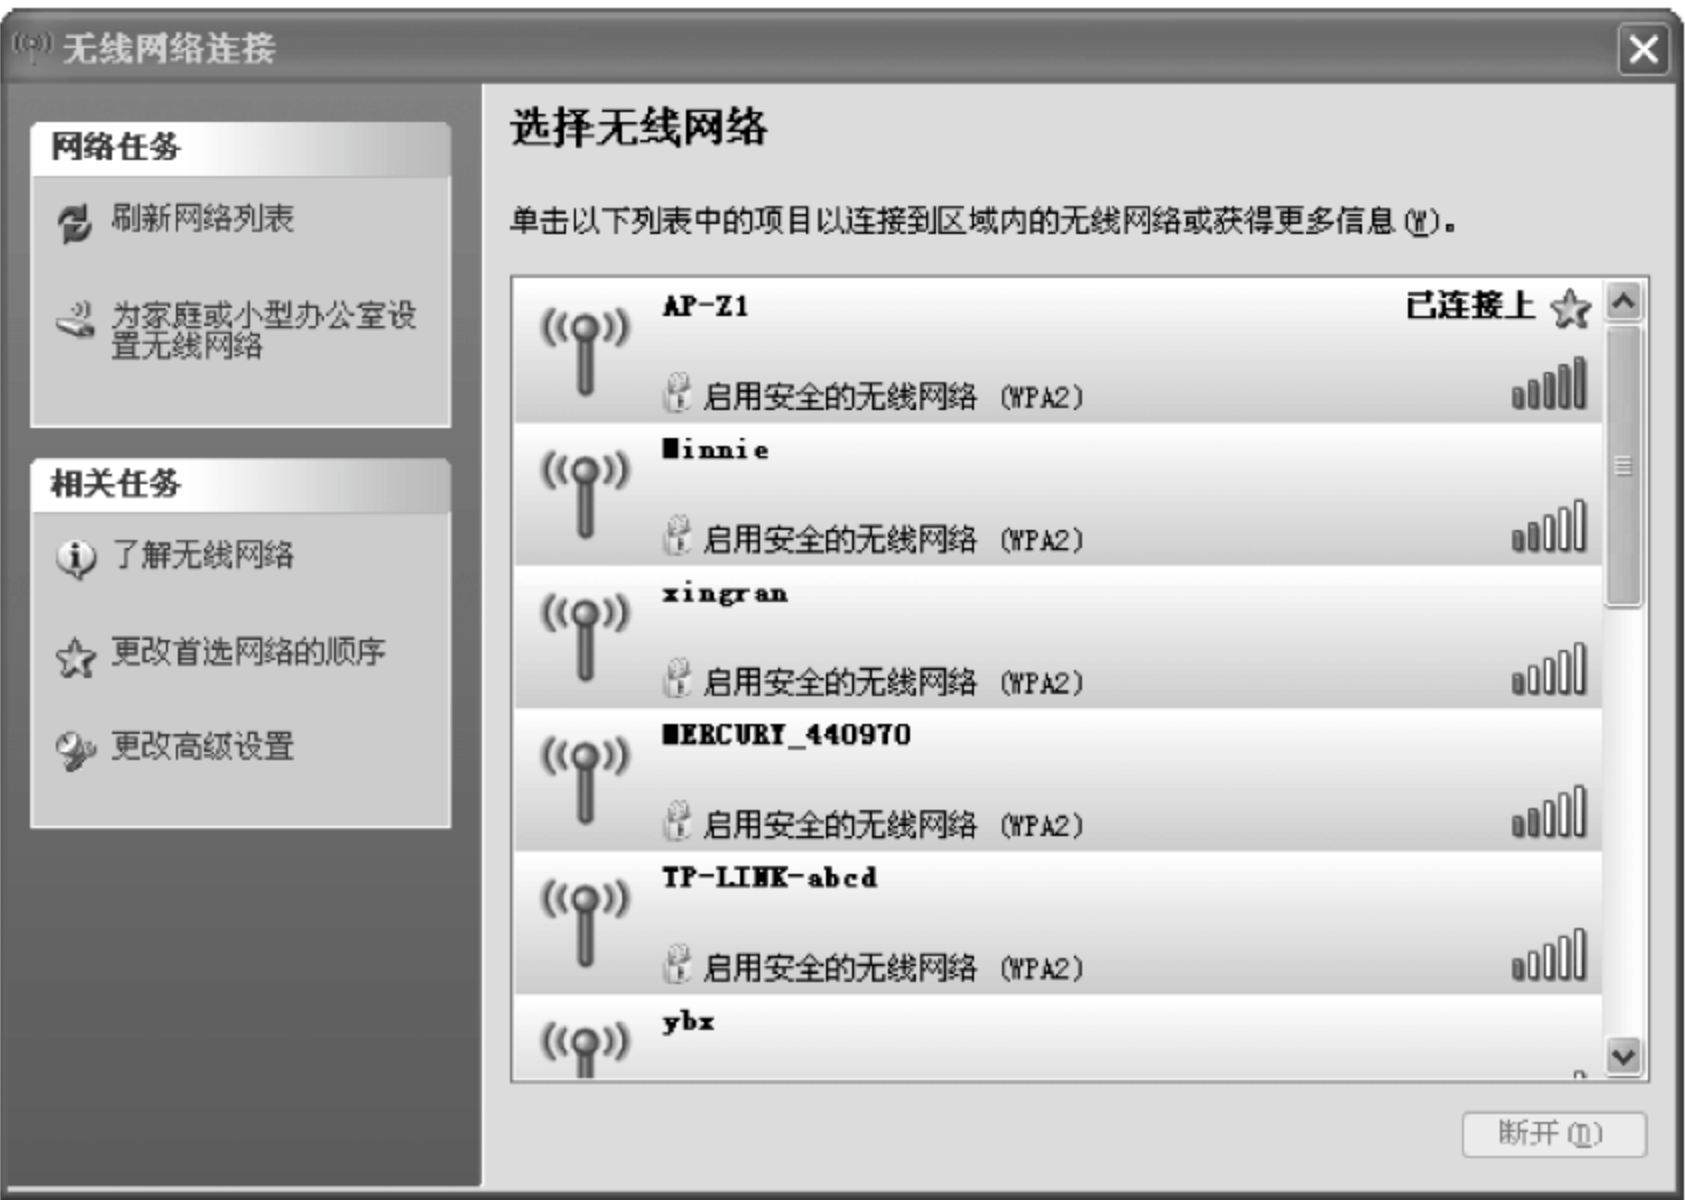 无线网络连接
网络任务
刷新网络列表
为家庭或小型办公室设
置无线网络
相关任务
了解无线网络
更改首选网络的顺序
更改高级设置
选择无线网络
单击以下列表中的项目以连接到区域内的无线网络或获得更多信息(W)。
AP-Z1
已连接上
启用安全的无线网络 (WPA2)
Minnie
启用安全的无线网络 (WPA2)
xingran
启用安全的无线网络 (WPA2)
MERCURY_440970
启用安全的无线网络 (WPA2)
TP-LINK-abcd
启用安全的无线网络 (WPA2)
ybx
断开(D)